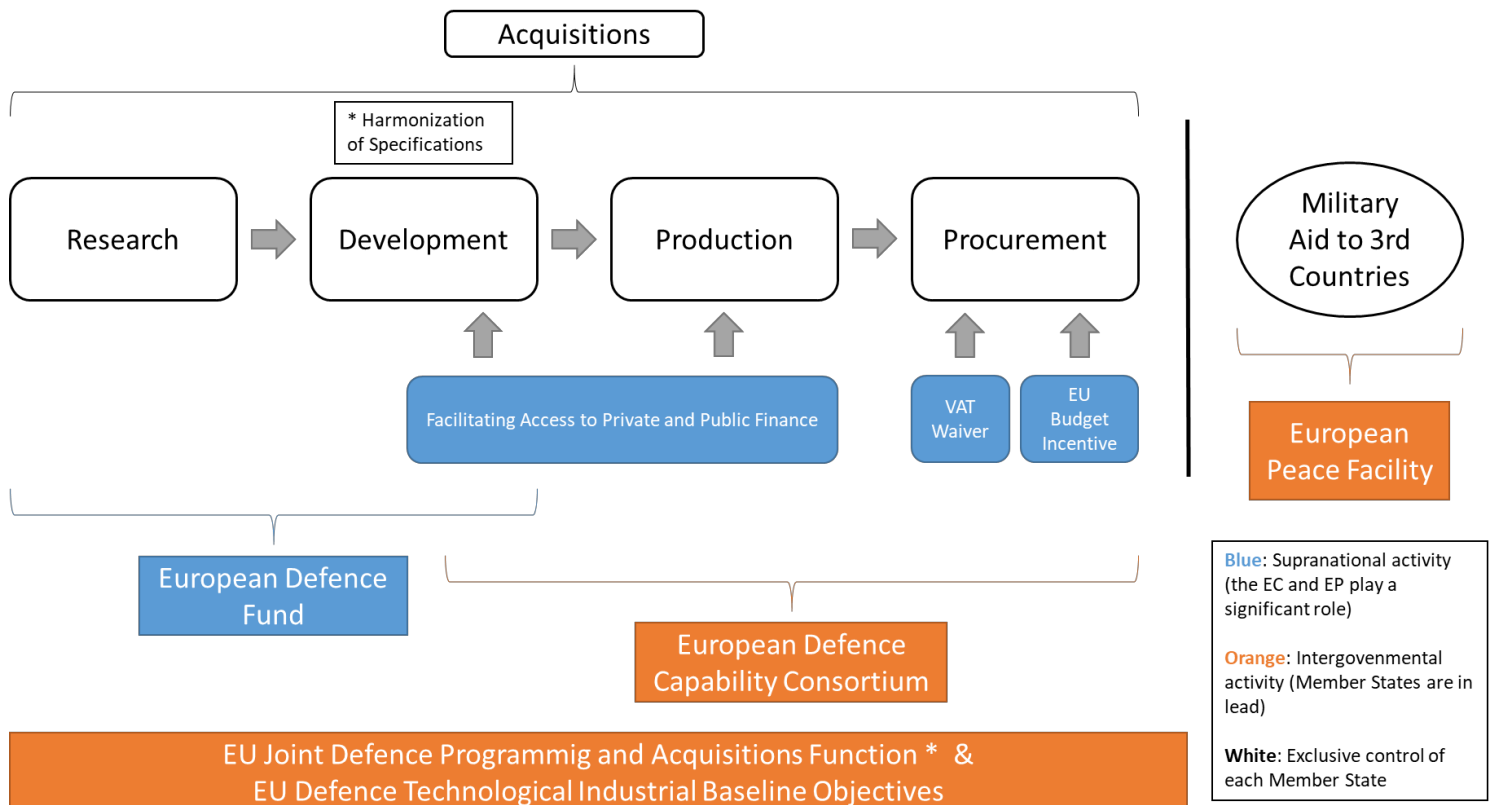 Acquisitions
* Harmonization
of Specifications
Research
Development
Production
Procurement
Military
Aid to 3rd
Countries
Facilitating Access to Private and Public Finance
VAT
Waiver
EU
Budget
Incentive
European
Peace Facility
European Defence
Fund
European Defence
Capability Consortium
Blue: Supranational activity
(the EC and EP play a
significant role)
Orange: Intergovenmental
activity (Member States are in
lead)
White: Exclusive control of
each Member State
EU Joint Defence Programmig and Acquisitions Function * &
EU Defence Technological Industrial Baseline Objectives